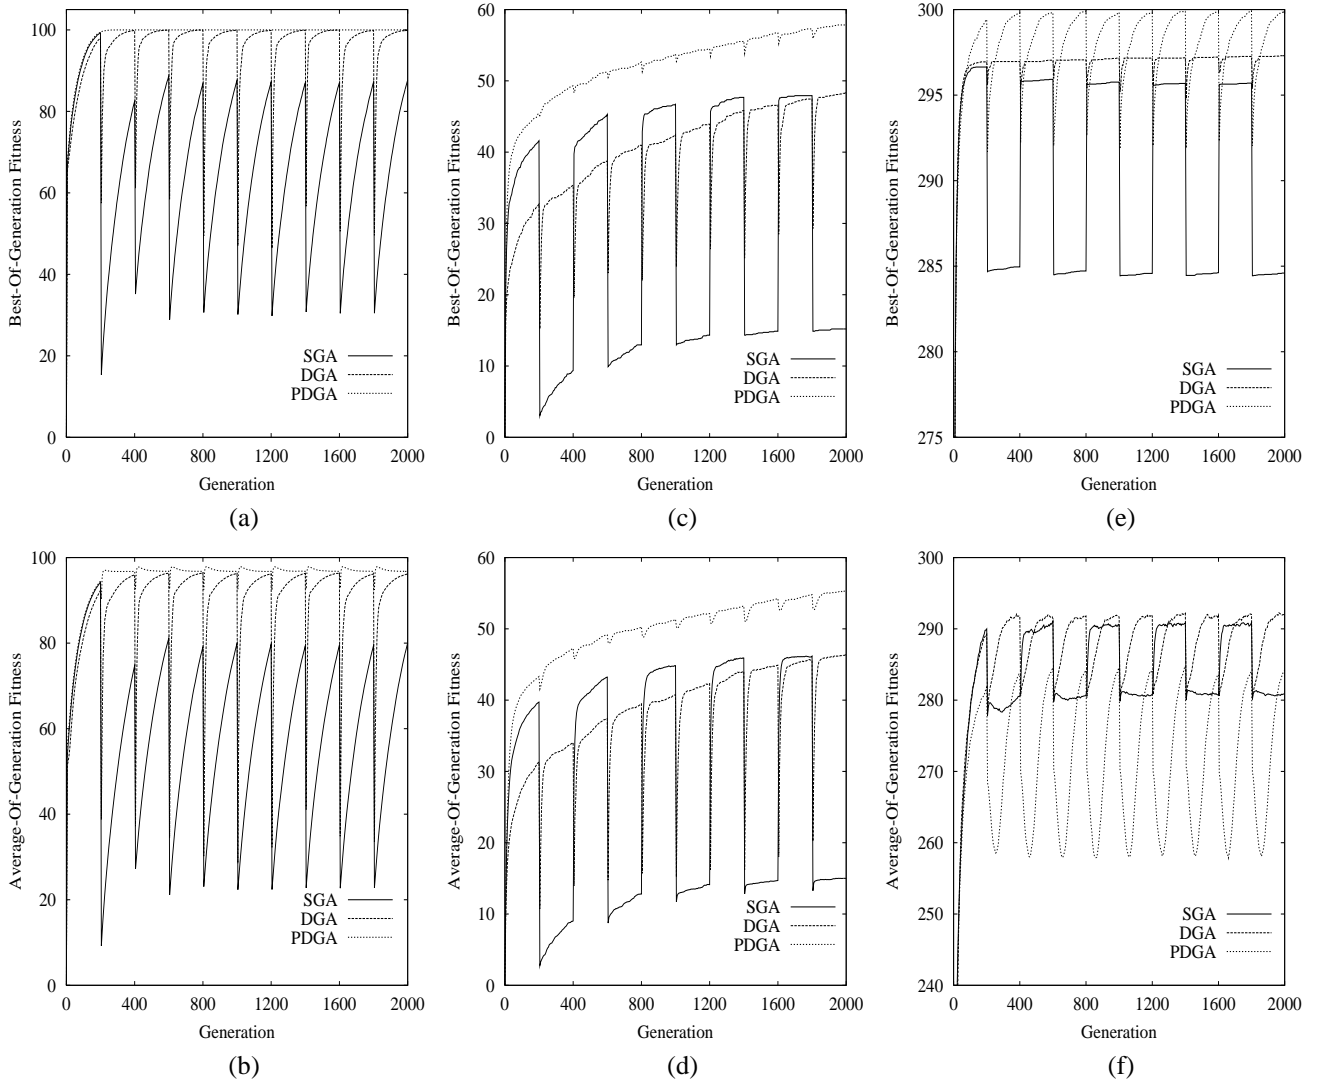 Best-Of-Generation Fitness
100
80
60
40
20
0
SGA
DGA
PDGA
0 400 800 1200 1600 2000
Generation
(a)
Best-Of-Generation Fitness
60
50
40
30
20
10
0
SGA
DGA
PDGA
0 400 800 1200 1600 2000
Generation
(c)
Best-Of-Generation Fitness
300
295
290
285
280
275
SGA
DGA
PDGA
0 400 800 1200 1600 2000
Generation
(e)
Average-Of-Generation Fitness
100
80
60
40
20
0
SGA
DGA
PDGA
0 400 800 1200 1600 2000
Generation
(b)
Average-Of-Generation Fitness
60
50
40
30
20
10
0
SGA
DGA
PDGA
0 400 800 1200 1600 2000
Generation
(d)
Average-Of-Generation Fitness
300
290
280
270
260
250
240
SGA
DGA
PDGA
0 400 800 1200 1600 2000
Generation
(f)